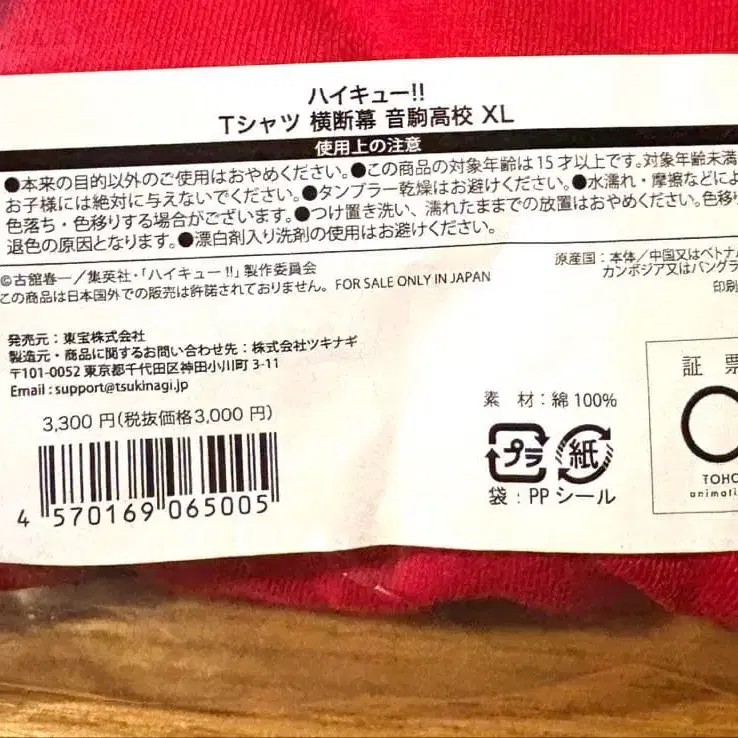 ハイキュー!!
Tシャツ 横断幕 音駒高校 XL
使用上の注意
●本来の目的以外のご使用はおやめください。●この商品の対象年齢は15才以上です。対象年齢未満
お子様には絶対に与えないでください。●タンブラー乾燥はお避けください。●水濡れ・摩擦などによ
色落ち・色移りする場合がございます。●つけ置き洗い、濡れたままでの放置はおやめください。色移り
退色の原因となります。●漂白剤入り洗剤の使用はお避けください。
©古舘春一／集英社・「ハイキュー!!」製作委員会
この商品は日本国外での販売は許諾されておりません。FOR SALE ONLY IN JAPAN
原産国：本体／中国又はベトナム
カンボジア又はバングラ
印刷
発売元：東宝株式会社
製造元・商品に関するお問い合わせ先：株式会社ツキナギ
〒101-0052 東京都千代田区神田小川町 3-11
Email : support@tsukinagi.jp
3,300 円（税抜価格3,000 円）
4 570169 065005
素 材：綿 100%
プラ 紙
袋：PP シール
証 票
TOHO
animati